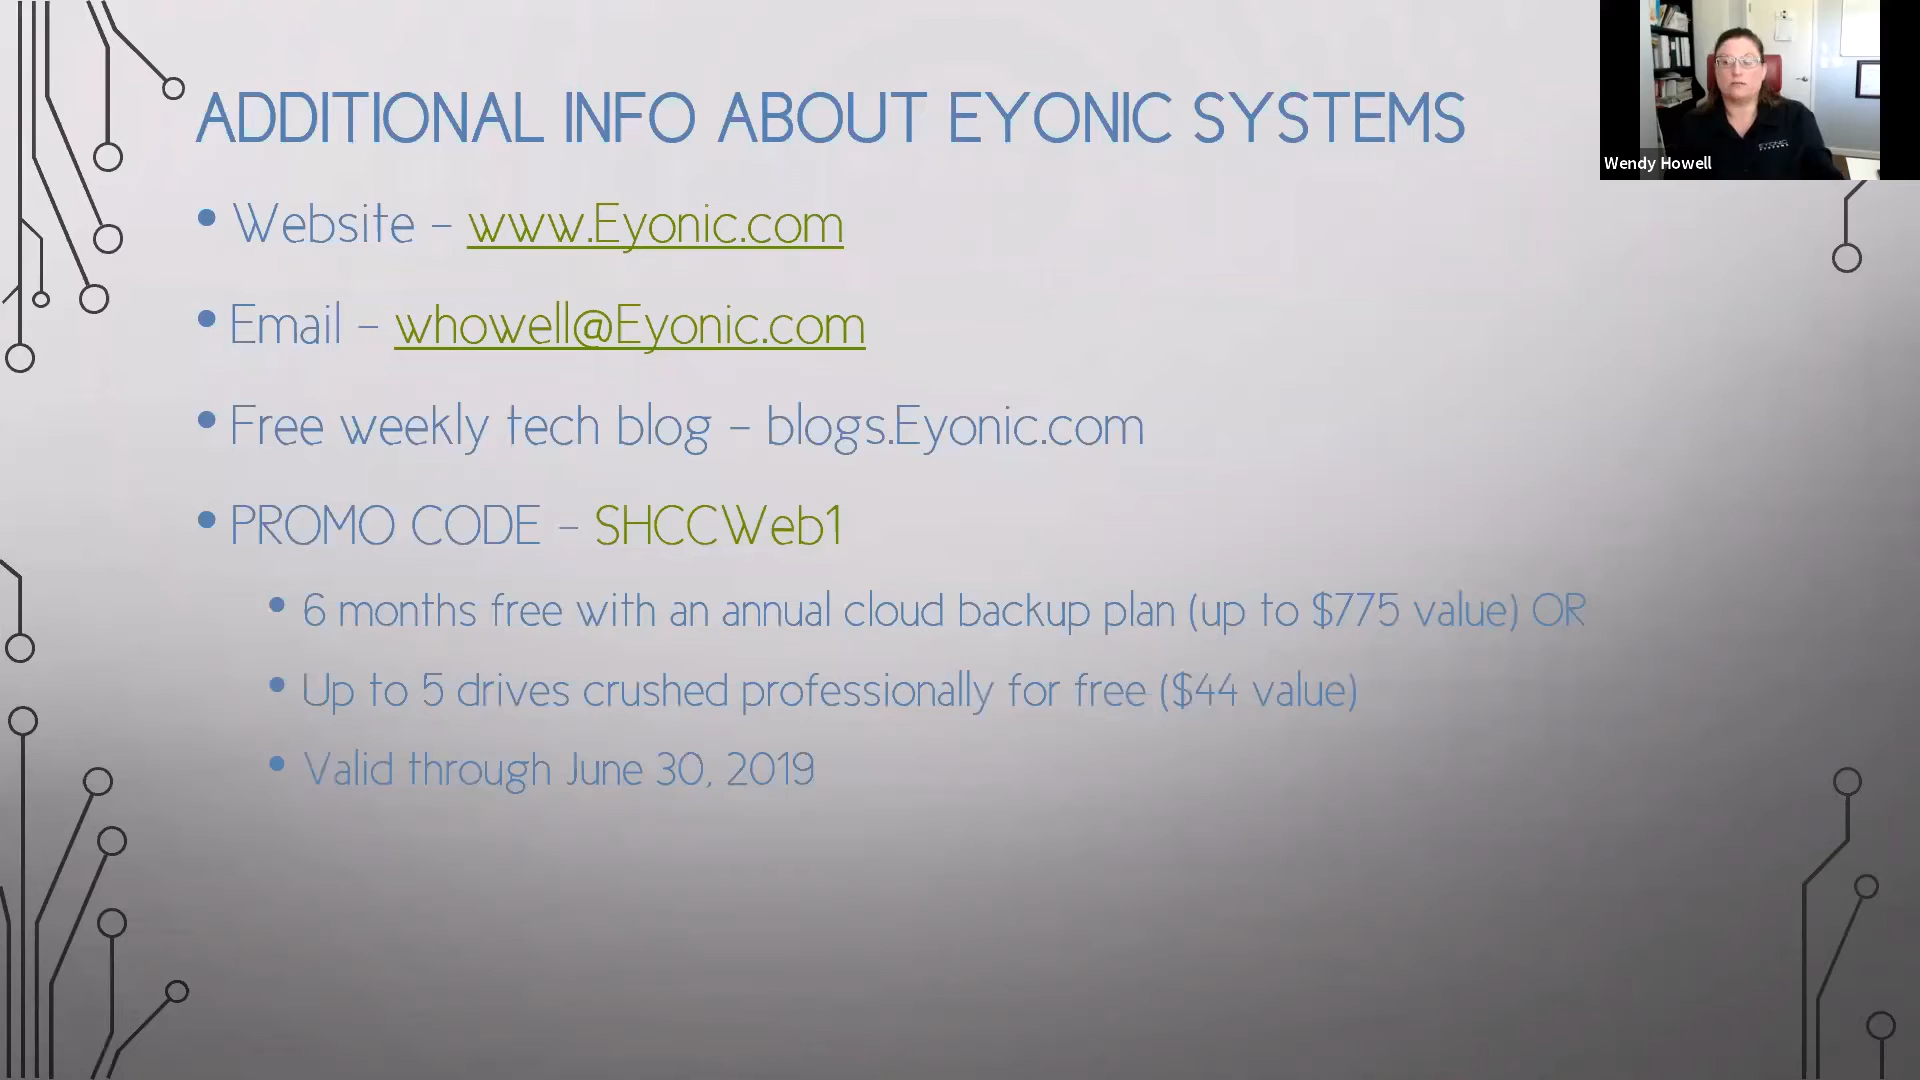 ADDITIONAL INFO ABOUT EYONIC SYSTEMS
• Website – www.Eyonic.com
• Email – whowell@Eyonic.com
• Free weekly tech blog – blogs.Eyonic.com
• PROMO CODE – SHCCWeb1
• 6 months free with an annual cloud backup plan (up to $775 value) OR
• Up to 5 drives crushed professionally for free ($44 value)
• Valid through June 30, 2019
EYONIC
SYSTEMS
Wendy Howell